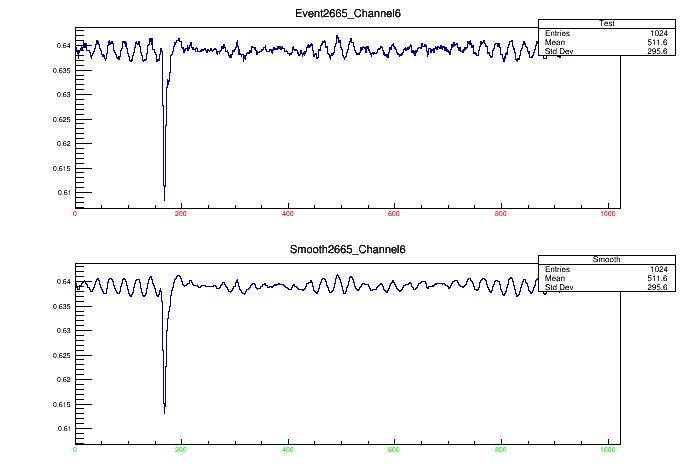 Event2665_Channel6
Test
Entries 1024
Mean 511.6
Std Dev 295.6
0.64
0.635
0.63
0.625
0.62
0.615
0.61
0 200 400 600 800 1000
Smooth2665_Channel6
Smooth
Entries 1024
Mean 511.6
Std Dev 295.6
0.64
0.635
0.63
0.625
0.62
0.615
0.61
0 200 400 600 800 1000